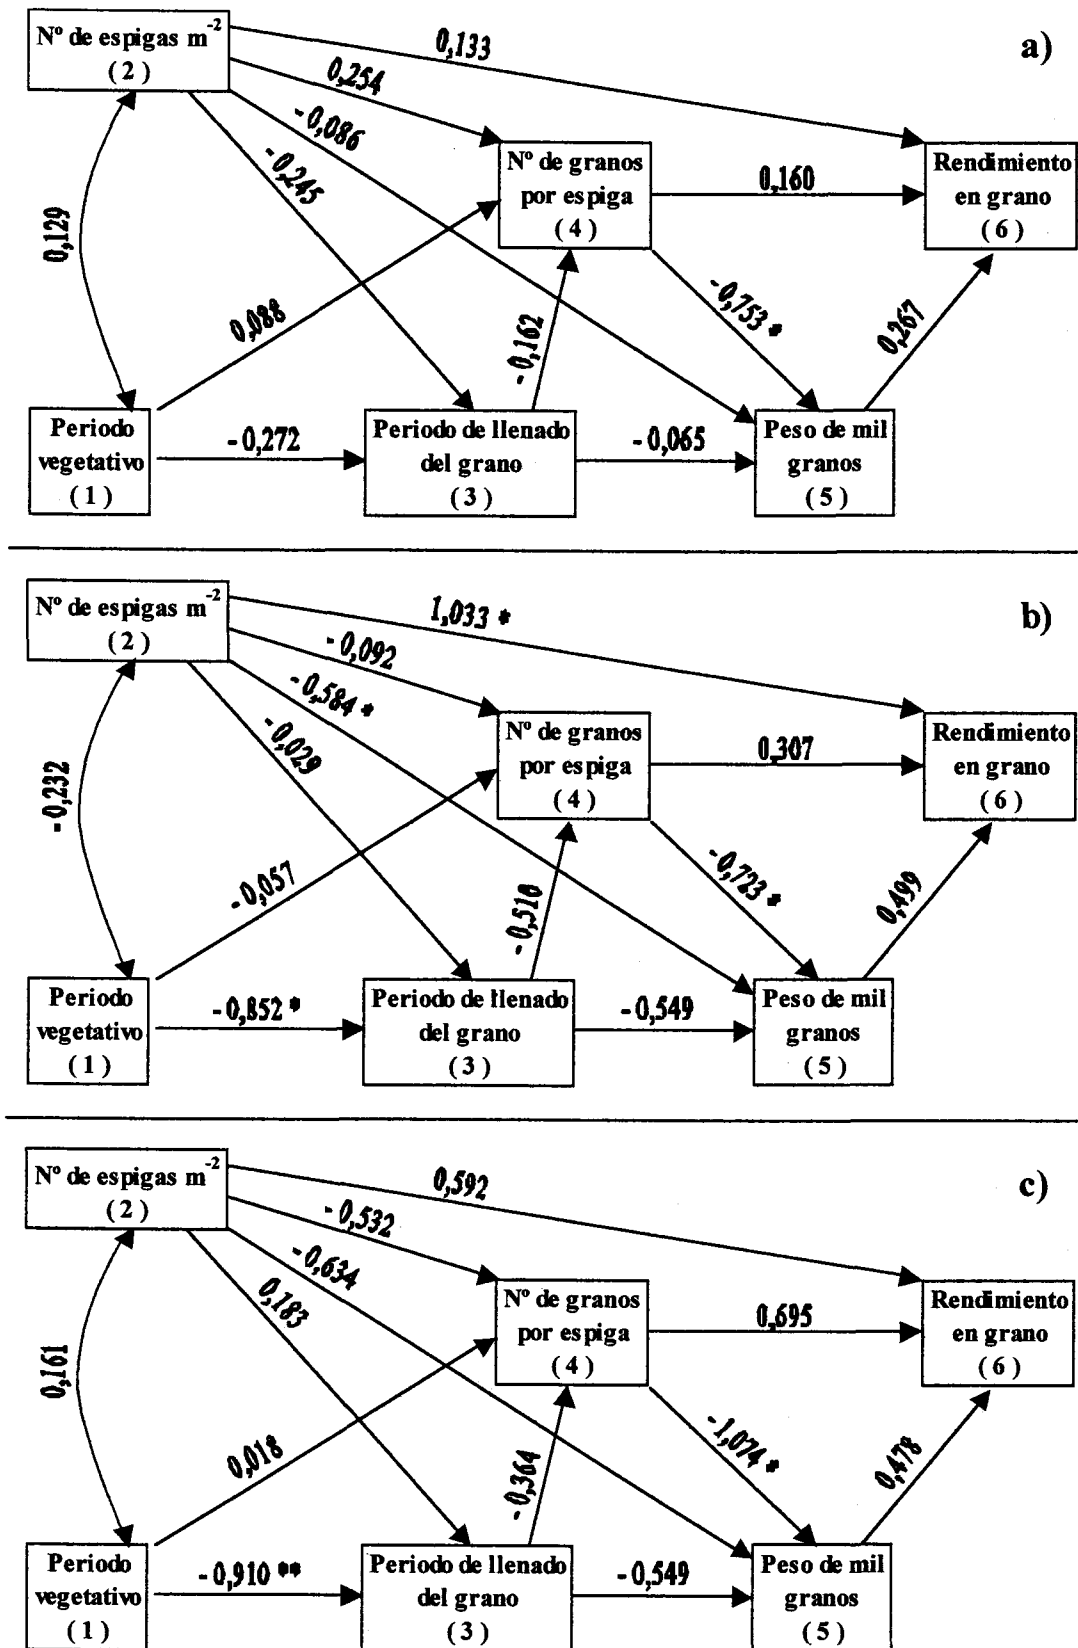 Nº de espigas m⁻²
(2)
0,133
a)
0,254
- 0,086
- 0,245
Nº de granos
por espiga
(4)
0,160
Rendimiento
en grano
(6)
0,129
0,088
- 0,162
- 0,753 *
0,267
Periodo
vegetativo
(1)
- 0,272
Periodo de llenado
del grano
(3)
- 0,065
Peso de mil
granos
(5)
Nº de espigas m⁻²
(2)
1,033 *
b)
- 0,092
- 0,584 *
- 0,029
Nº de granos
por espiga
(4)
0,307
Rendimiento
en grano
(6)
- 0,232
- 0,057
- 0,510
- 0,723 *
0,499
Periodo
vegetativo
(1)
- 0,852 *
Periodo de llenado
del grano
(3)
- 0,549
Peso de mil
granos
(5)
Nº de espigas m⁻²
(2)
0,592
c)
- 0,532
- 0,634
0,183
Nº de granos
por espiga
(4)
0,695
Rendimiento
en grano
(6)
0,161
0,018
- 0,364
- 1,074 *
0,478
Periodo
vegetativo
(1)
- 0,910 **
Periodo de llenado
del grano
(3)
- 0,549
Peso de mil
granos
(5)